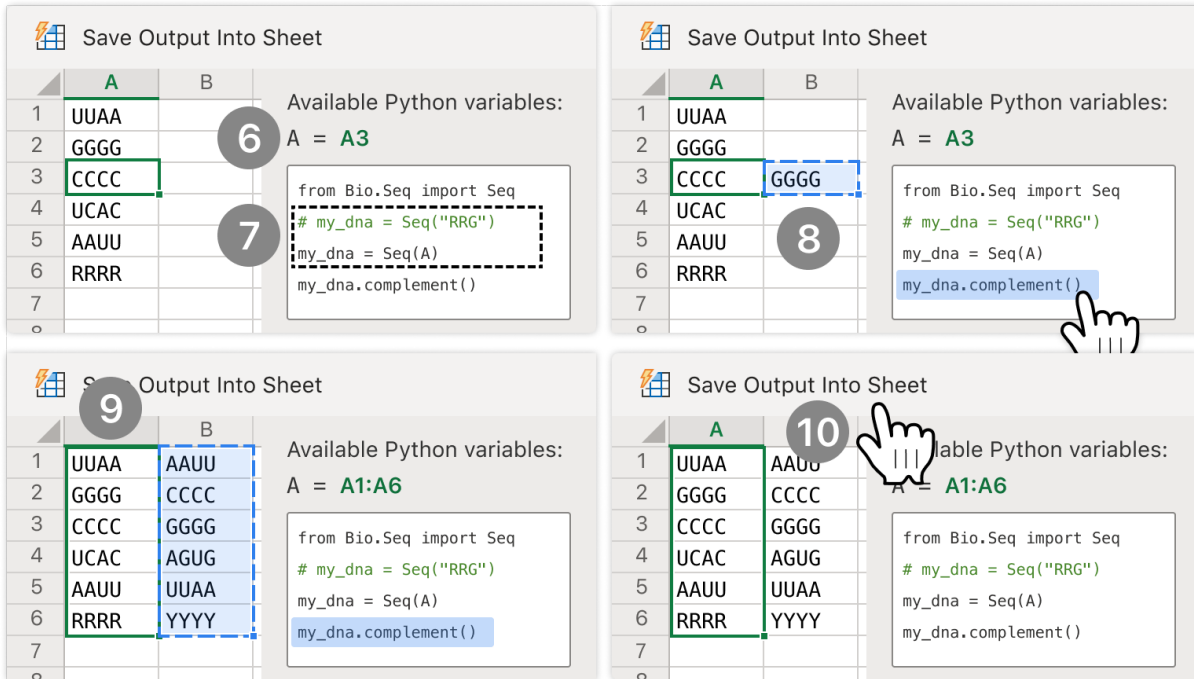 Save Output Into Sheet
A B
1 UUAA
2 GGGG
3 CCCC
4 UCAC
5 AAUU
6 RRRR
7
8
6
Available Python variables:
A = A3
7
from Bio.Seq import Seq
# my_dna = Seq("RRG")
my_dna = Seq(A)
my_dna.complement()
Save Output Into Sheet
A B
1 UUAA
2 GGGG
3 CCCC GGGG
4 UCAC
5 AAUU
6 RRRR
7
8
8
Available Python variables:
A = A3
from Bio.Seq import Seq
# my_dna = Seq("RRG")
my_dna = Seq(A)
my_dna.complement()
Output Into Sheet
9
B
1 UUAA AAUU
2 GGGG CCCC
3 CCCC GGGG
4 UCAC AGUG
5 AAUU UUAA
6 RRRR YYYY
7
8
Available Python variables:
A = A1:A6
from Bio.Seq import Seq
# my_dna = Seq("RRG")
my_dna = Seq(A)
my_dna.complement()
Save Output Into Sheet
A
10
1 UUAA AAUU
2 GGGG CCCC
3 CCCC GGGG
4 UCAC AGUG
5 AAUU UUAA
6 RRRR YYYY
7
8
Python variables:
A = A1:A6
from Bio.Seq import Seq
# my_dna = Seq("RRG")
my_dna = Seq(A)
my_dna.complement()